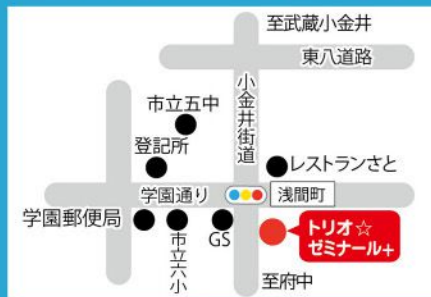 至武蔵小金井
東八道路
小金井街道
市立五中
登記所
レストランさと
学園通り
浅間町
学園郵便局
市立六小
GS
トリオ☆
ゼミナール+
至府中